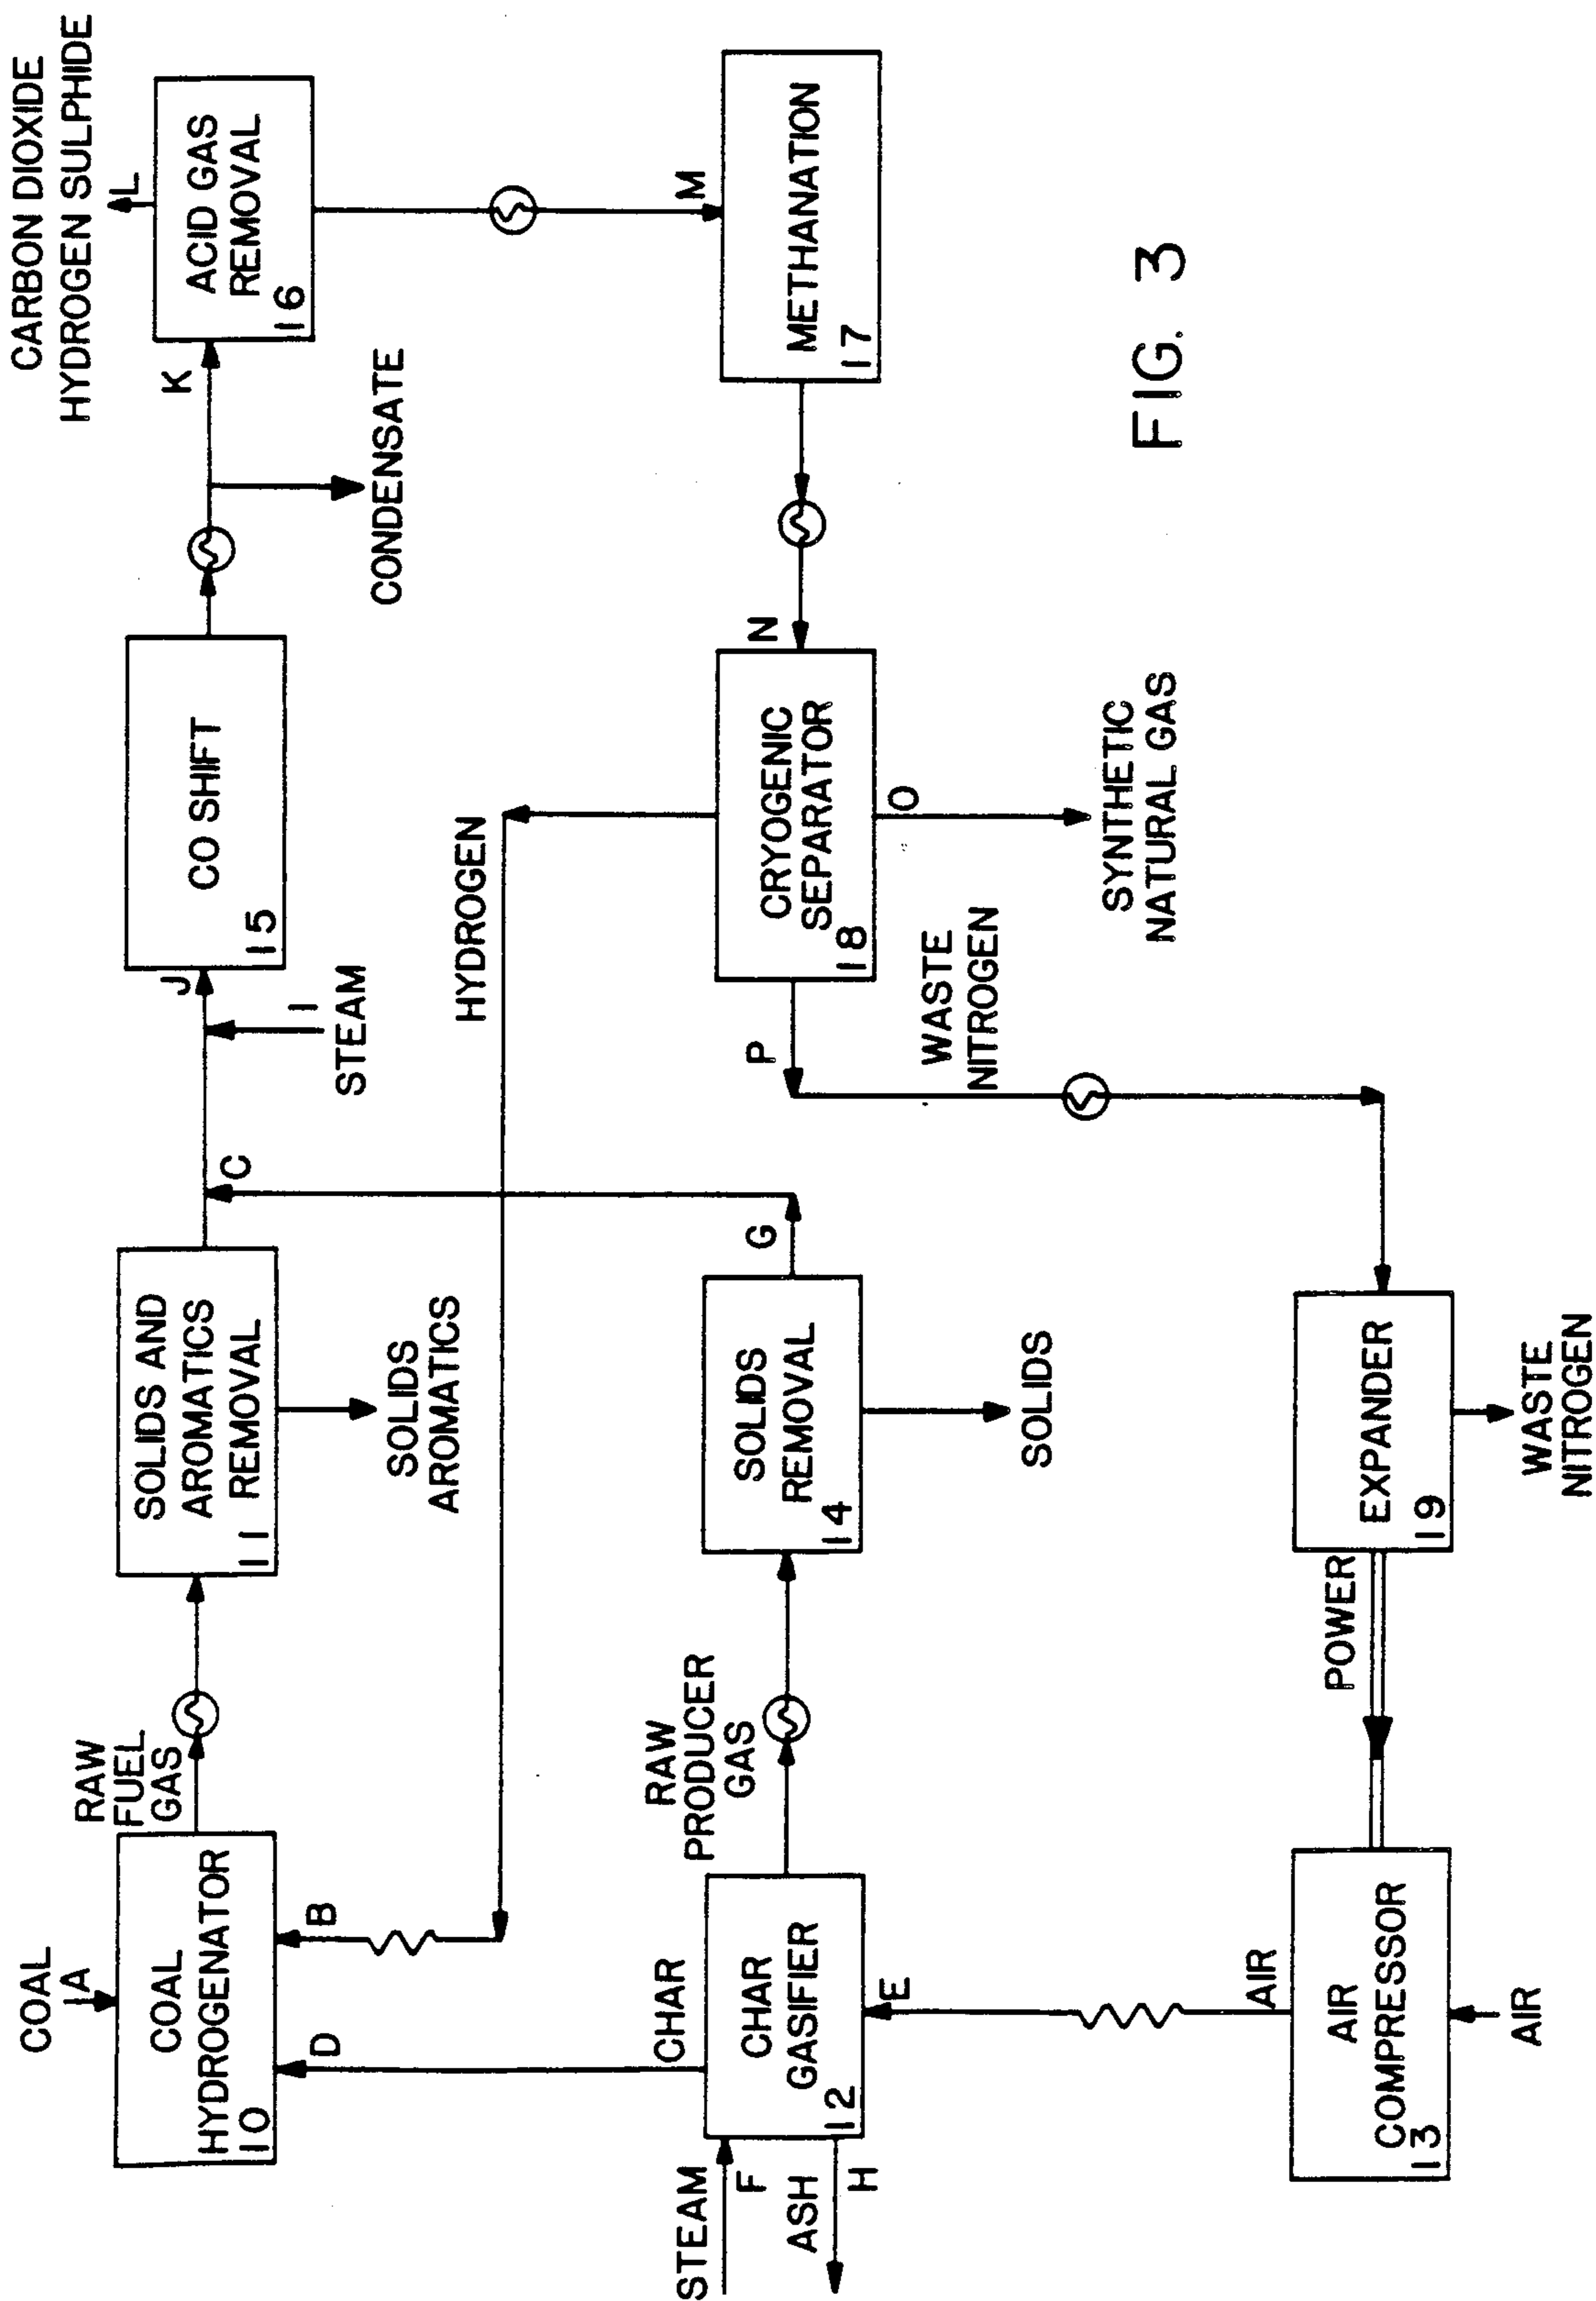 COAL
A
COAL
HYDROGENATOR
10
RAW
FUEL
GAS
SOLIDS AND
AROMATICS
REMOVAL
11
SOLIDS
AROMATICS
C
I
STEAM
J
CO SHIFT
15
CONDENSATE
K
ACID GAS
REMOVAL
16
L
CARBON DIOXIDE
HYDROGEN SULPHIDE
D
B
HYDROGEN
M
STEAM
F
ASH
H
CHAR
CHAR
GASIFIER
12
E
RAW
PRODUCER
GAS
SOLIDS
REMOVAL
14
SOLIDS
G
P
WASTE
NITROGEN
CRYOGENIC
SEPARATOR
18
O
SYNTHETIC
NATURAL GAS
N
METHANATION
17
AIR
AIR
COMPRESSOR
13
AIR
POWER
EXPANDER
19
WASTE
NITROGEN
FIG. 3